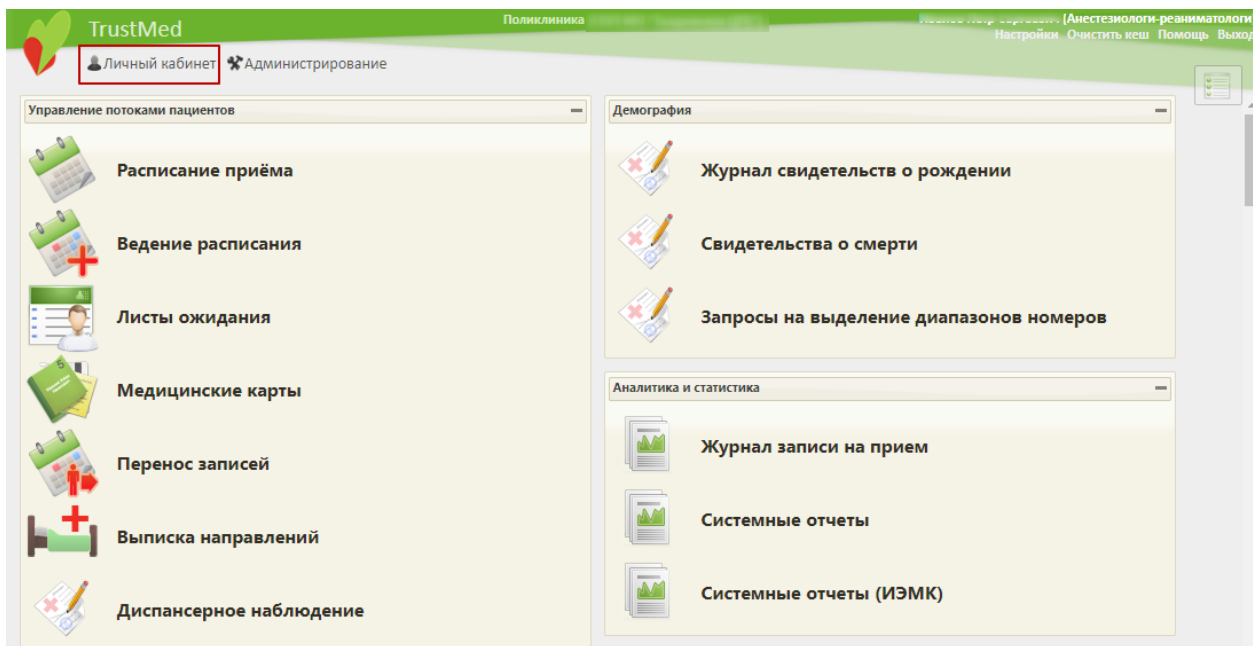 TrustMed
Поликлиника
[Анестезиологи-реаниматологи
Настройки Очистить кеш Помощь Выход
Личный кабинет Администрирование
Управление потоками пациентов
Расписание приёма
Ведение расписания
Листы ожидания
Медицинские карты
Перенос записей
Выписка направлений
Диспансерное наблюдение
Демография
Журнал свидетельств о рождении
Свидетельства о смерти
Запросы на выделение диапазонов номеров
Аналитика и статистика
Журнал записи на прием
Системные отчеты
Системные отчеты (ИЭМК)